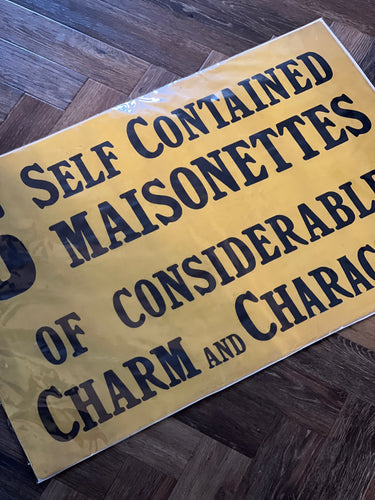 SELF CONTAINED
MAISONETTES
OF CONSIDERABLE
CHARM AND CHARAC